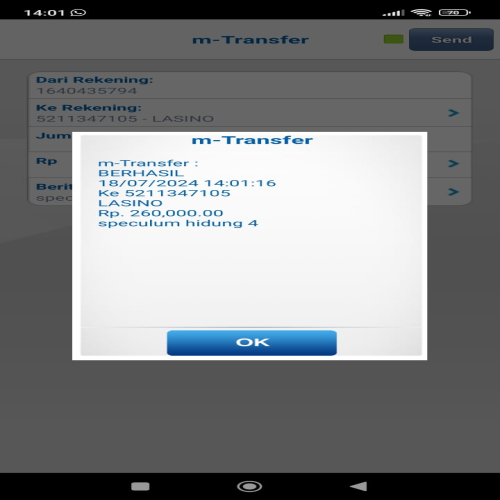 14:01
70
m-Transfer
Send
Dari Rekening:
1640435794
Ke Rekening:
5211347105 - LASINO
Jum
Rp
Berit
spec
m-Transfer
m-Transfer :
BERHASIL
18/07/2024 14:01:16
Ke 5211347105
LASINO
Rp. 260,000.00
speculum hidung 4
OK